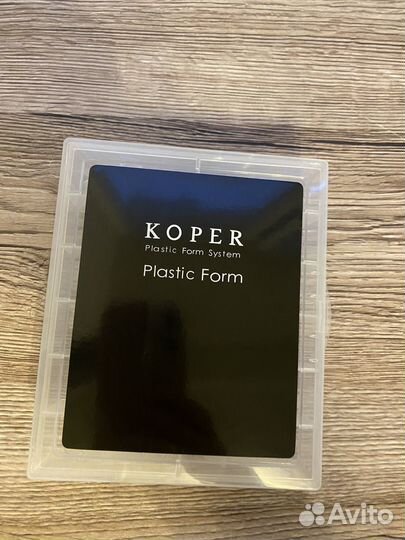 KOPER
Plastic Form System
Plastic Form
Avito